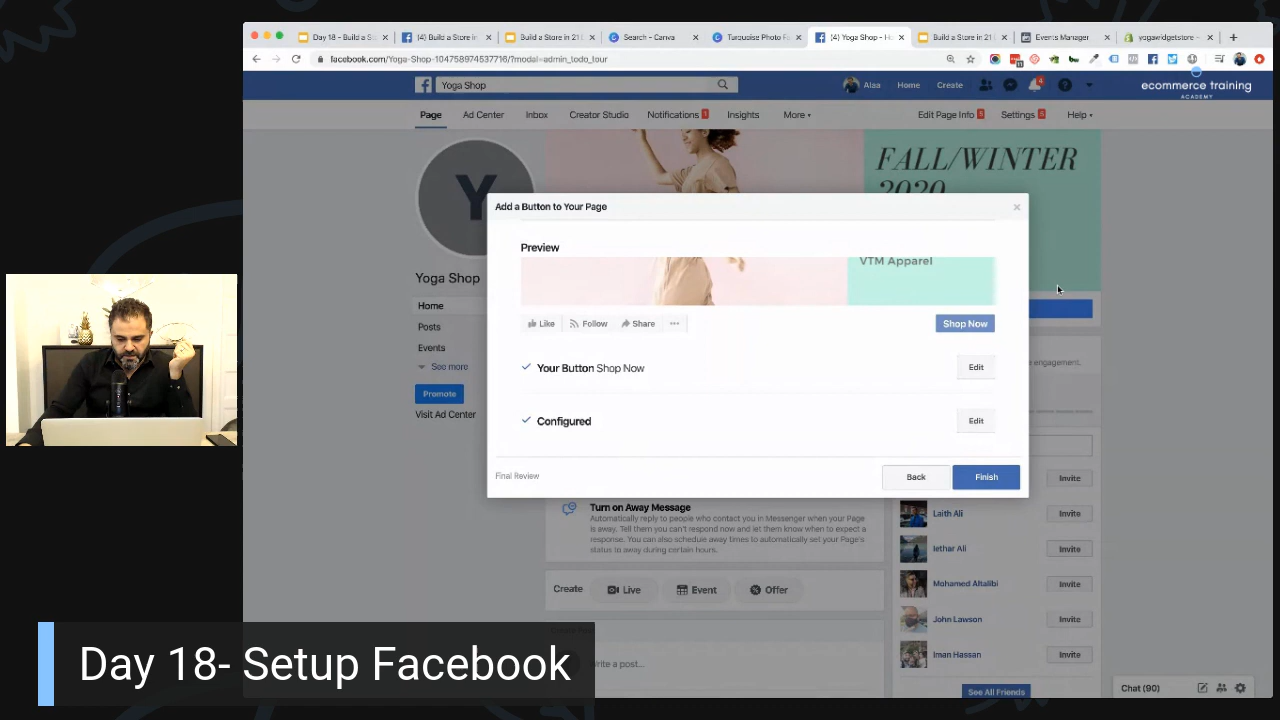 Day 18 - Build a S
(4) Build a Store in
Build a Store in 21 D
Search - Canva
Turquoise Photo F
(4) Yoga Shop - H
Build a Store in 21
Events Manager
yogawidgetstore ~
facebook.com/Yoga-Shop-104758974537716/?modal=admin_todo_tour
Yoga Shop
Alaa
Home
Create
4
ecommerce training
ACADEMY
Page
Ad Center
Inbox
Creator Studio
Notifications 1
Insights
More
Edit Page Info
Settings
Help
FALL/WINTER
2020
Y
Yoga Shop
Home
Posts
Events
See more
Promote
Visit Ad Center
Add a Button to Your Page
Preview
VTM Apparel
Like
Follow
Share
Shop Now
Your Button Shop Now
Edit
Configured
Edit
Final Review
Back
Finish
engagement.
Invite
Turn on Away Message
Automatically reply to people who contact you in Messenger when your Page
is away. Tell them you can't respond now and let them know when to expect a
response. You can also schedule away times to automatically set your Page's
status to away during certain hours.
Laith Ali
Invite
Iethar Ali
Invite
Mohamed Altalibi
Invite
John Lawson
Invite
Iman Hassan
Invite
See All Friends
Create
Live
Event
Offer
Write a post...
Chat (90)
Day 18- Setup Facebook